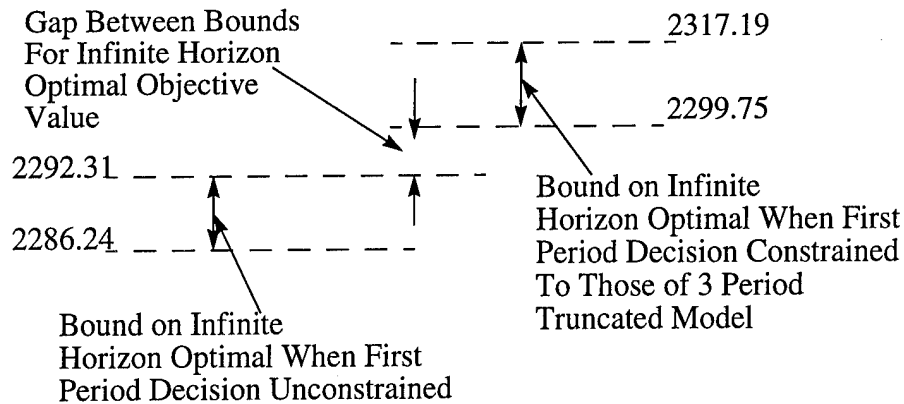 Gap Between Bounds
For Infinite Horizon
Optimal Objective
Value
2317.19
2299.75
2292.31
2286.24
Bound on Infinite
Horizon Optimal When First
Period Decision Constrained
To Those of 3 Period
Truncated Model
Bound on Infinite
Horizon Optimal When First
Period Decision Unconstrained